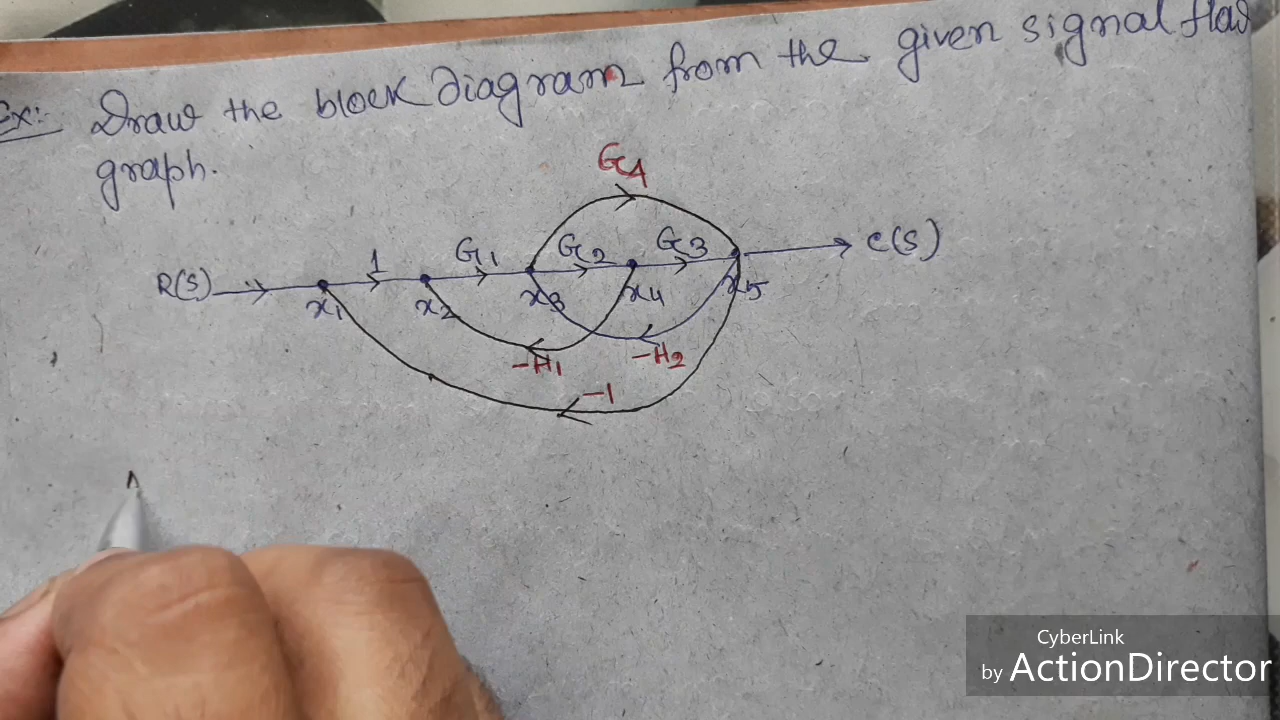 Ex:- Draw the block diagram from the given signal flow
graph.
G4
R(S) 1 G1 G2 G3 C(S)
x1 x2 x3 x4 x5
-H1 -H2
-1
CyberLink
by ActionDirector